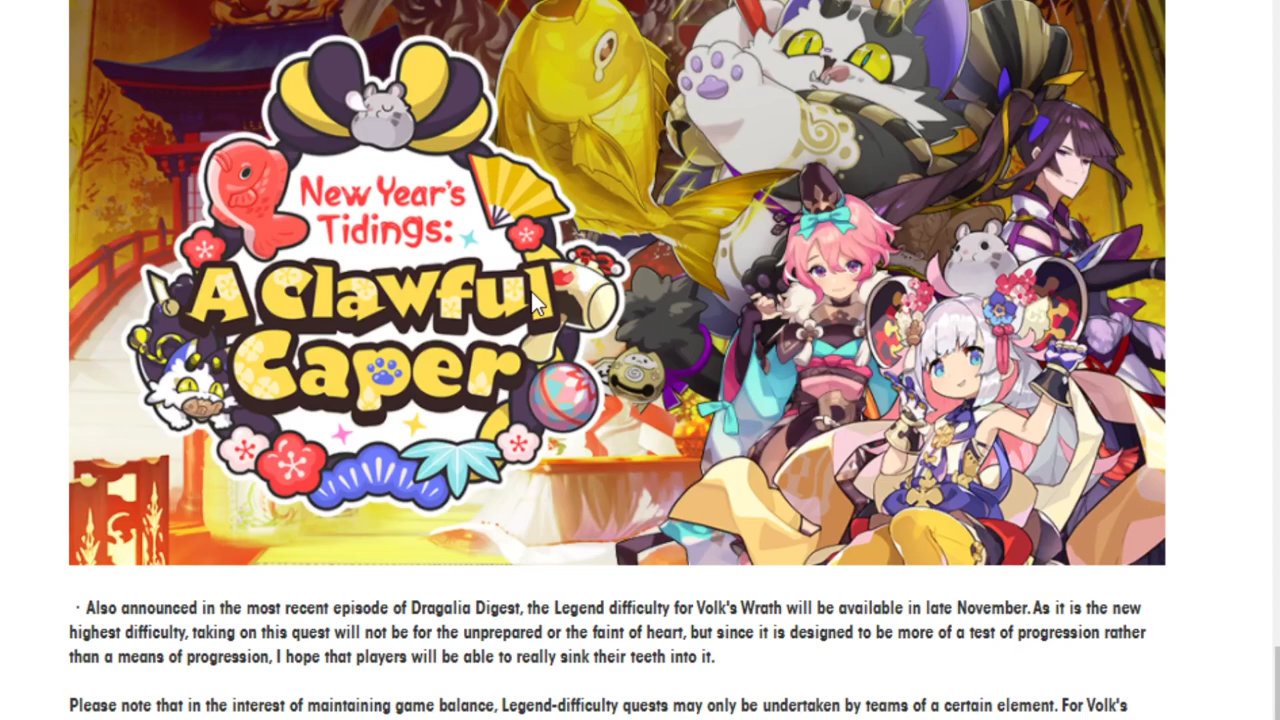 New Year's
Tidings:
A Clawful
Caper
· Also announced in the most recent episode of Dragalia Digest, the Legend difficulty for Volk's Wrath will be available in late November. As it is the new
highest difficulty, taking on this quest will not be for the unprepared or the faint of heart, but since it is designed to be more of a test of progression rather
than a means of progression, I hope that players will be able to really sink their teeth into it.
Please note that in the interest of maintaining game balance, Legend-difficulty quests may only be undertaken by teams of a certain element. For Volk's